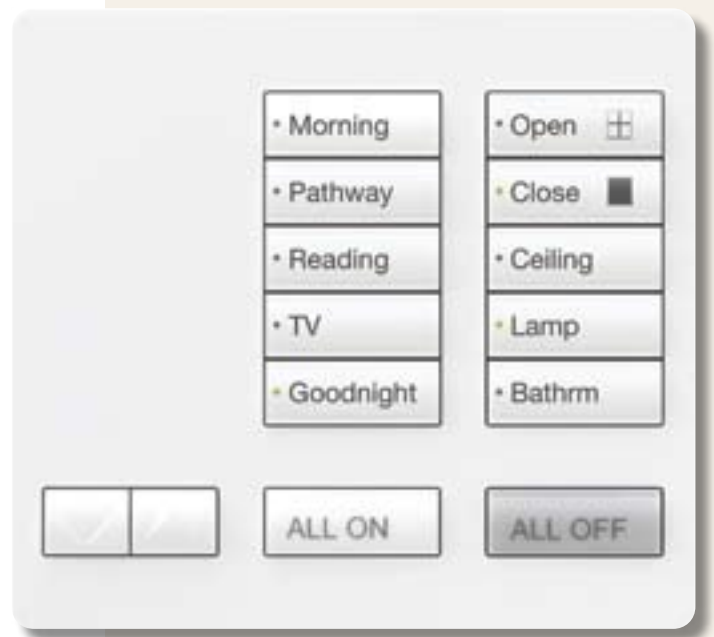 Morning
Pathway
Reading
TV
Goodnight
Open
Close
Ceiling
Lamp
Bathrm
ALL ON
ALL OFF